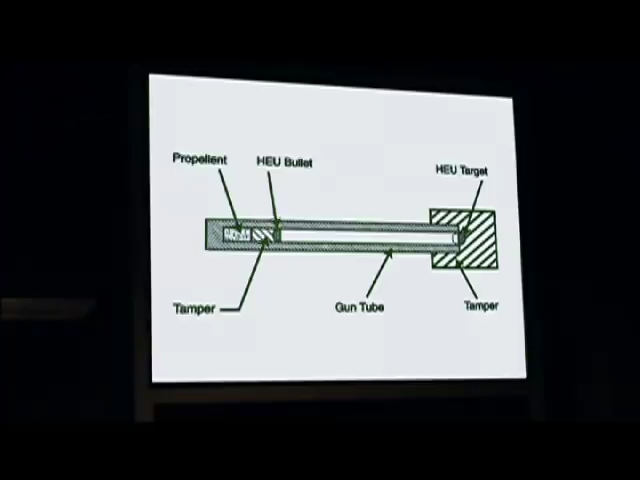 Propellent
HEU Bullet
HEU Target
Tamper
Gun Tube
Tamper